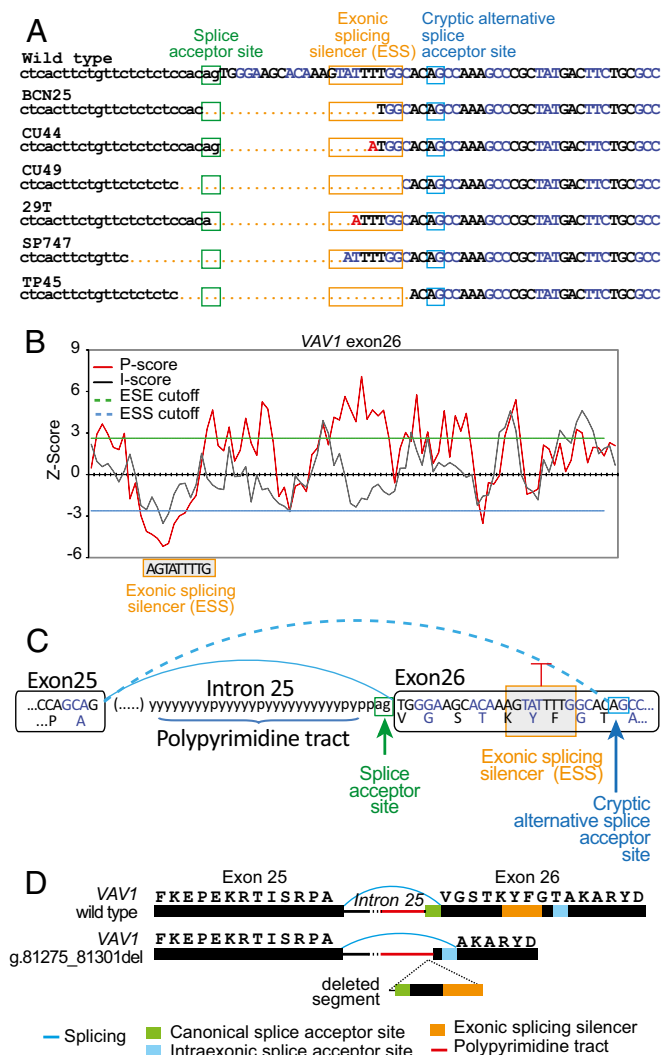 A
Splice acceptor site
Exonic splicing silencer (ESS)
Cryptic alternative splice acceptor site
Wild type
ctcacttctgttctctctccacagTGGGAAGCACAAAGTATTTTGGCACAGCCAAAGCCCGCTATGACTTCTGCGCC
BCN25
ctcacttctgttctctctccac.....................TGGCACAGCCAAAGCCCGCTATGACTTCTGCGCC
CU44
ctcacttctgttctctctccacag..................ATGGCACAGCCAAAGCCCGCTATGACTTCTGCGCC
CU49
ctcacttctgttctctctc...........................CACAGCCAAAGCCCGCTATGACTTCTGCGCC
29T
ctcacttctgttctctctccaca.................ATTTGGCACAGCCAAAGCCCGCTATGACTTCTGCGCC
SP747
ctcacttctgttc..........................ATTTTGGCACAGCCAAAGCCCGCTATGACTTCTGCGCC
TP45
ctcacttctgttctctctc............................ACAGCCAAAGCCCGCTATGACTTCTGCGCC
B
VAV1 exon26
P-score
I-score
ESE cutoff
ESS cutoff
Z-Score
9
6
3
0
-3
-6
AGTATTTTG
Exonic splicing silencer (ESS)
C
Exon25
...CCAGCAG
...P A
(.....)
Intron 25
yyyyyyyypyyyyyypyyyyyyyyyypyppag
Polypyrimidine tract
Splice acceptor site
Exon26
TGGGAAGCACAAAGTATTTTGGCACAGCC...
V G S T K Y F G T A...
Exonic splicing silencer (ESS)
Cryptic alternative splice acceptor site
D
Exon 25
Exon 26
VAV1 wild type
FKEPEKRTISRPA
Intron 25
VGSTKYFGTAKARYD
VAV1 g.81275_81301del
FKEPEKRTISRPA
AKARYD
deleted segment
Splicing
Canonical splice acceptor site
Exonic splicing silencer
Intraexonic splice acceptor site
Polypyrimidine tract